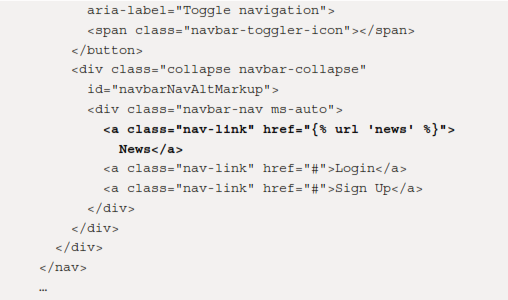 aria-label="Toggle navigation">
<span class="navbar-toggler-icon"></span>
</button>
<div class="collapse navbar-collapse"
id="navbarNavAltMarkup">
<div class="navbar-nav ms-auto">
<a class="nav-link" href="{% url 'news' %}">
News</a>
<a class="nav-link" href="#">Login</a>
<a class="nav-link" href="#">Sign Up</a>
</div>
</div>
</div>
</nav>
…